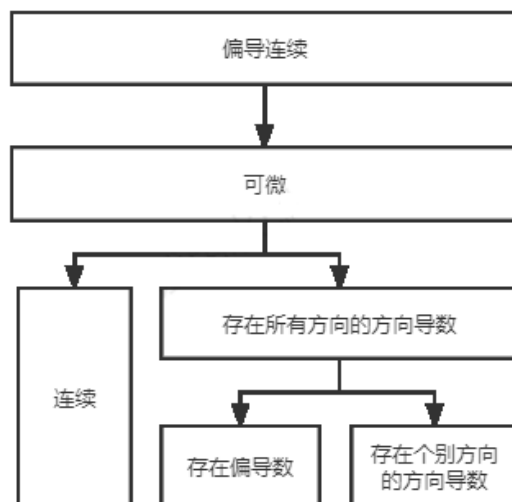 偏导连续
可微
存在所有方向的方向导数
连续
存在偏导数
存在个别方向
的方向导数